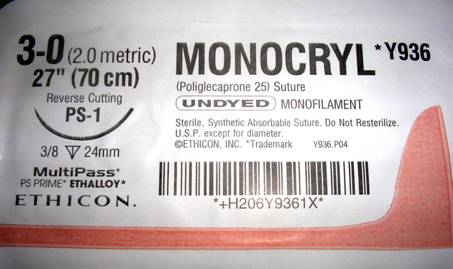 3-0 (2.0 metric)
27" (70 cm)
Reverse Cutting
PS-1
3/8 24mm
MultiPass*
PS PRIME* ETHALLOY*
ETHICON.
MONOCRYL* Y936
(Poliglecaprone 25) Suture
UNDYED MONOFILAMENT
Sterile, Synthetic Absorbable Suture. Do Not Resterilize.
U.S.P. except for diameter.
©ETHICON, INC. *Trademark Y936.P04
*+H206Y9361X*